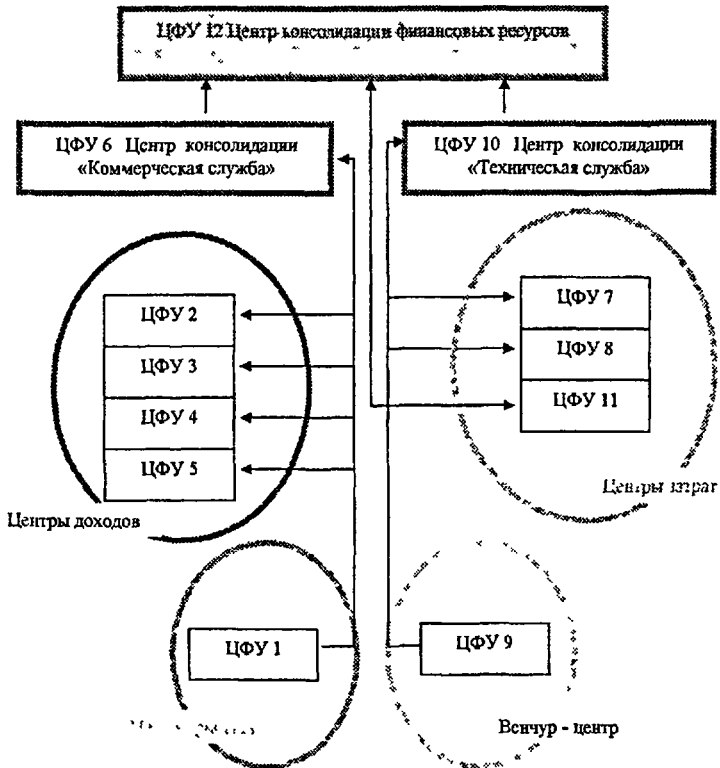 ЦФУ 12 Центр консолидации финансовых ресурсов
ЦФУ 6 Центр консолидации
«Коммерческая служба»
ЦФУ 10 Центр консолидации
«Техническая служба»
ЦФУ 2
ЦФУ 3
ЦФУ 4
ЦФУ 5
Центры доходов
ЦФУ 7
ЦФУ 8
ЦФУ 11
Центры затрат
ЦФУ 1
ЦФУ 9
Венчур - центр